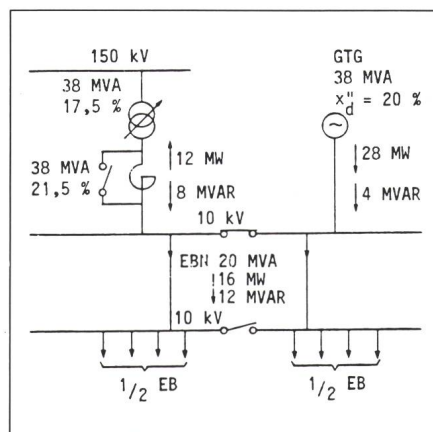 150 kV
38 MVA
17,5 %
38 MVA
21,5 %
12 MW
8 MVAR
GTG
38 MVA
x"d = 20 %
28 MW
4 MVAR
10 kV
EBN 20 MVA
16 MW
12 MVAR
10 kV
1/2 EB
1/2 EB